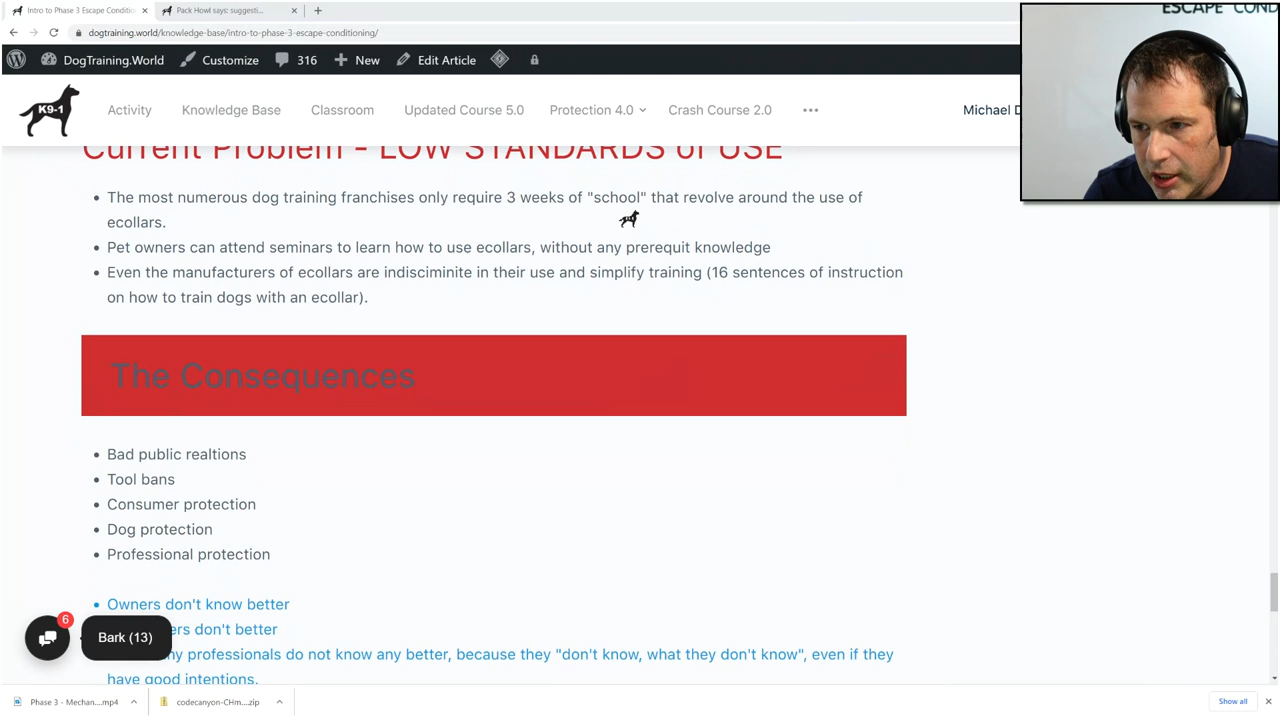 Intro to Phase 3 Escape Conditio
Pack Howl says: suggesti...
dogtraining.world/knowledge-base/intro-to-phase-3-escape-conditioning/
ESCAPE COND
DogTraining.World
Customize
316
New
Edit Article
K9-1
Activity
Knowledge Base
Classroom
Updated Course 5.0
Protection 4.0
Crash Course 2.0
Michael D
Current Problem - LOW STANDARDS of USE
The most numerous dog training franchises only require 3 weeks of "school" that revolve around the use of
ecollars.
Pet owners can attend seminars to learn how to use ecollars, without any prerequit knowledge
Even the manufacturers of ecollars are indisciminite in their use and simplify training (16 sentences of instruction
on how to train dogs with an ecollar).
The Consequences
Bad public realtions
Tool bans
Consumer protection
Dog protection
Professional protection
Owners don't know better
ers don't better
ny professionals do not know any better, because they "don't know, what they don't know", even if they
have good intentions.
6
Bark (13)
Phase 3 - Mechan....mp4
codecanyon-CHm....zip
Show all